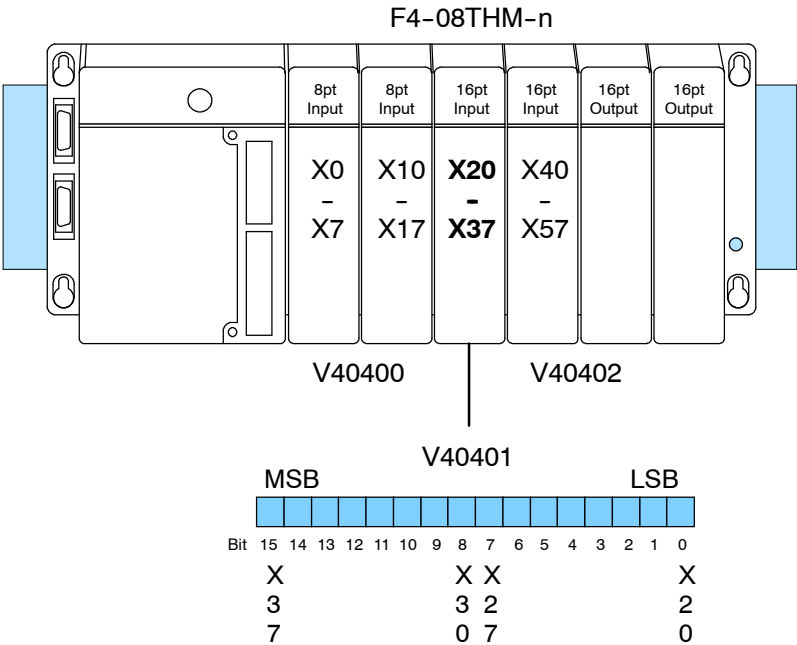 F4-08THM-n
8pt 8pt 16pt 16pt 16pt 16pt
Input Input Input Input Output Output
X0 X10 X20 X40
- - - -
X7 X17 X37 X57
V40400 V40402
V40401
MSB LSB
Bit 15 14 13 12 11 10 9 8 7 6 5 4 3 2 1 0
X X X X
3 3 2 2
7 0 7 0